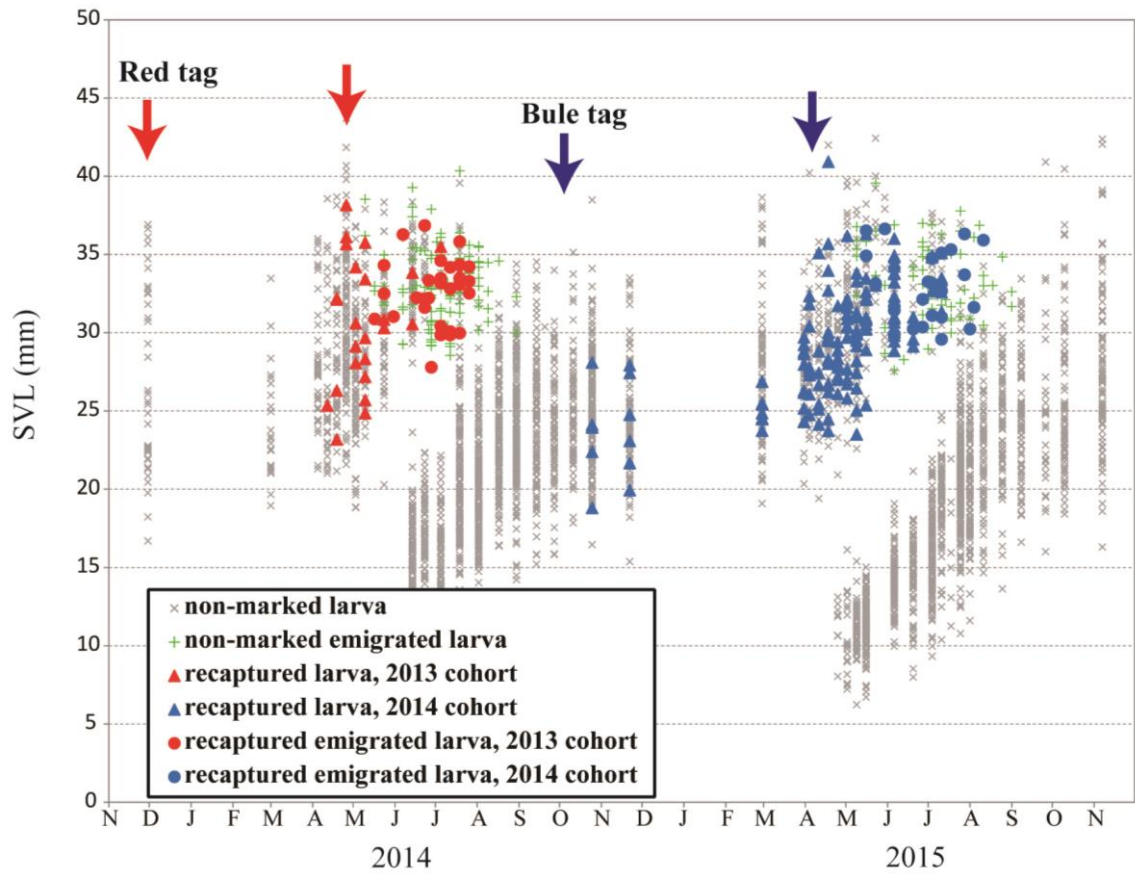 50
45
40
35
30
25
20
15
10
5
0
SVL (mm)
Red tag
Bule tag
non-marked larva
non-marked emigrated larva
recaptured larva, 2013 cohort
recaptured larva, 2014 cohort
recaptured emigrated larva, 2013 cohort
recaptured emigrated larva, 2014 cohort
N D J F A M J J A S O N D J F M A M J J A S O N
2014 2015